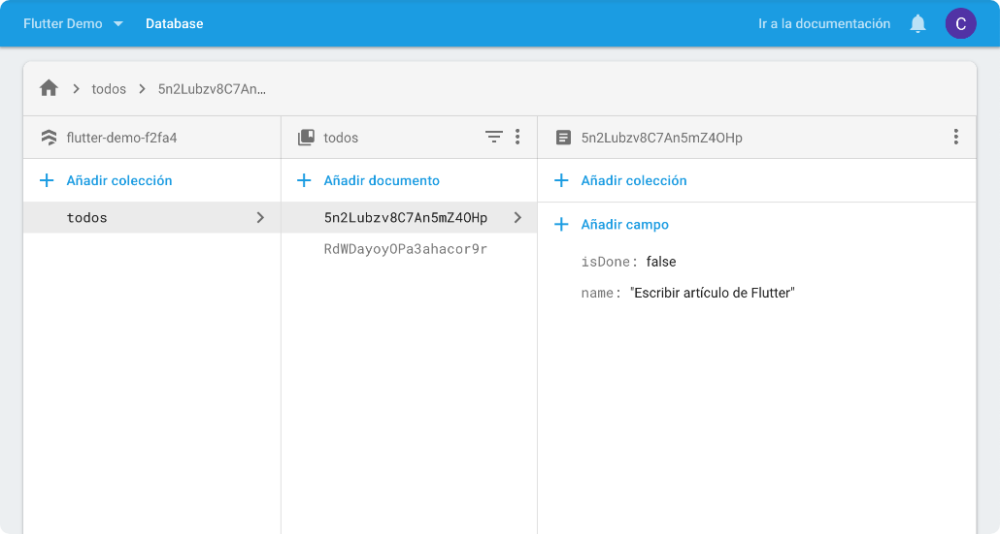 Flutter Demo
Database
Ir a la documentación
C
todos
5n2Lubzv8C7An...
flutter-demo-f2fa4
todos
5n2Lubzv8C7An5mZ4OHp
Añadir colección
Añadir documento
Añadir colección
todos
5n2Lubzv8C7An5mZ4OHp
RdWDayoyOPa3ahacor9r
Añadir campo
isDone: false
name: "Escribir artículo de Flutter"